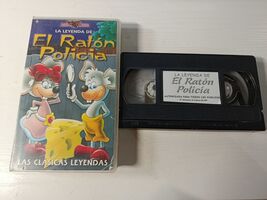 LA LEYENDA DE
El Ratón
Policía
LAS CLÁSICAS LEYENDAS
LA LEYENDA DE
El Ratón
Policía